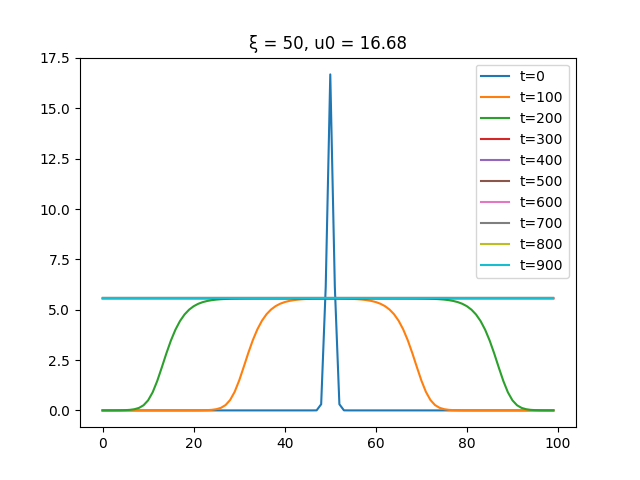 ξ = 50, u0 = 16.68
17.5
15.0
12.5
10.0
7.5
5.0
2.5
0.0
0 20 40 60 80 100
t=0
t=100
t=200
t=300
t=400
t=500
t=600
t=700
t=800
t=900